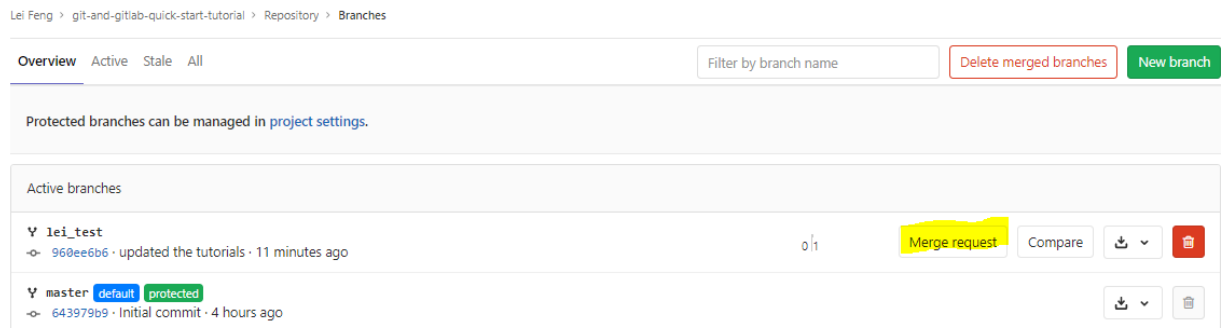 Lei Feng > git-and-gitlab-quick-start-tutorial > Repository > Branches
Overview Active Stale All Filter by branch name Delete merged branches New branch
Protected branches can be managed in project settings.
Active branches
lei_test
960ee6b6 · updated the tutorials · 11 minutes ago
0 1 Merge request Compare
master default protected
643979b9 · Initial commit · 4 hours ago